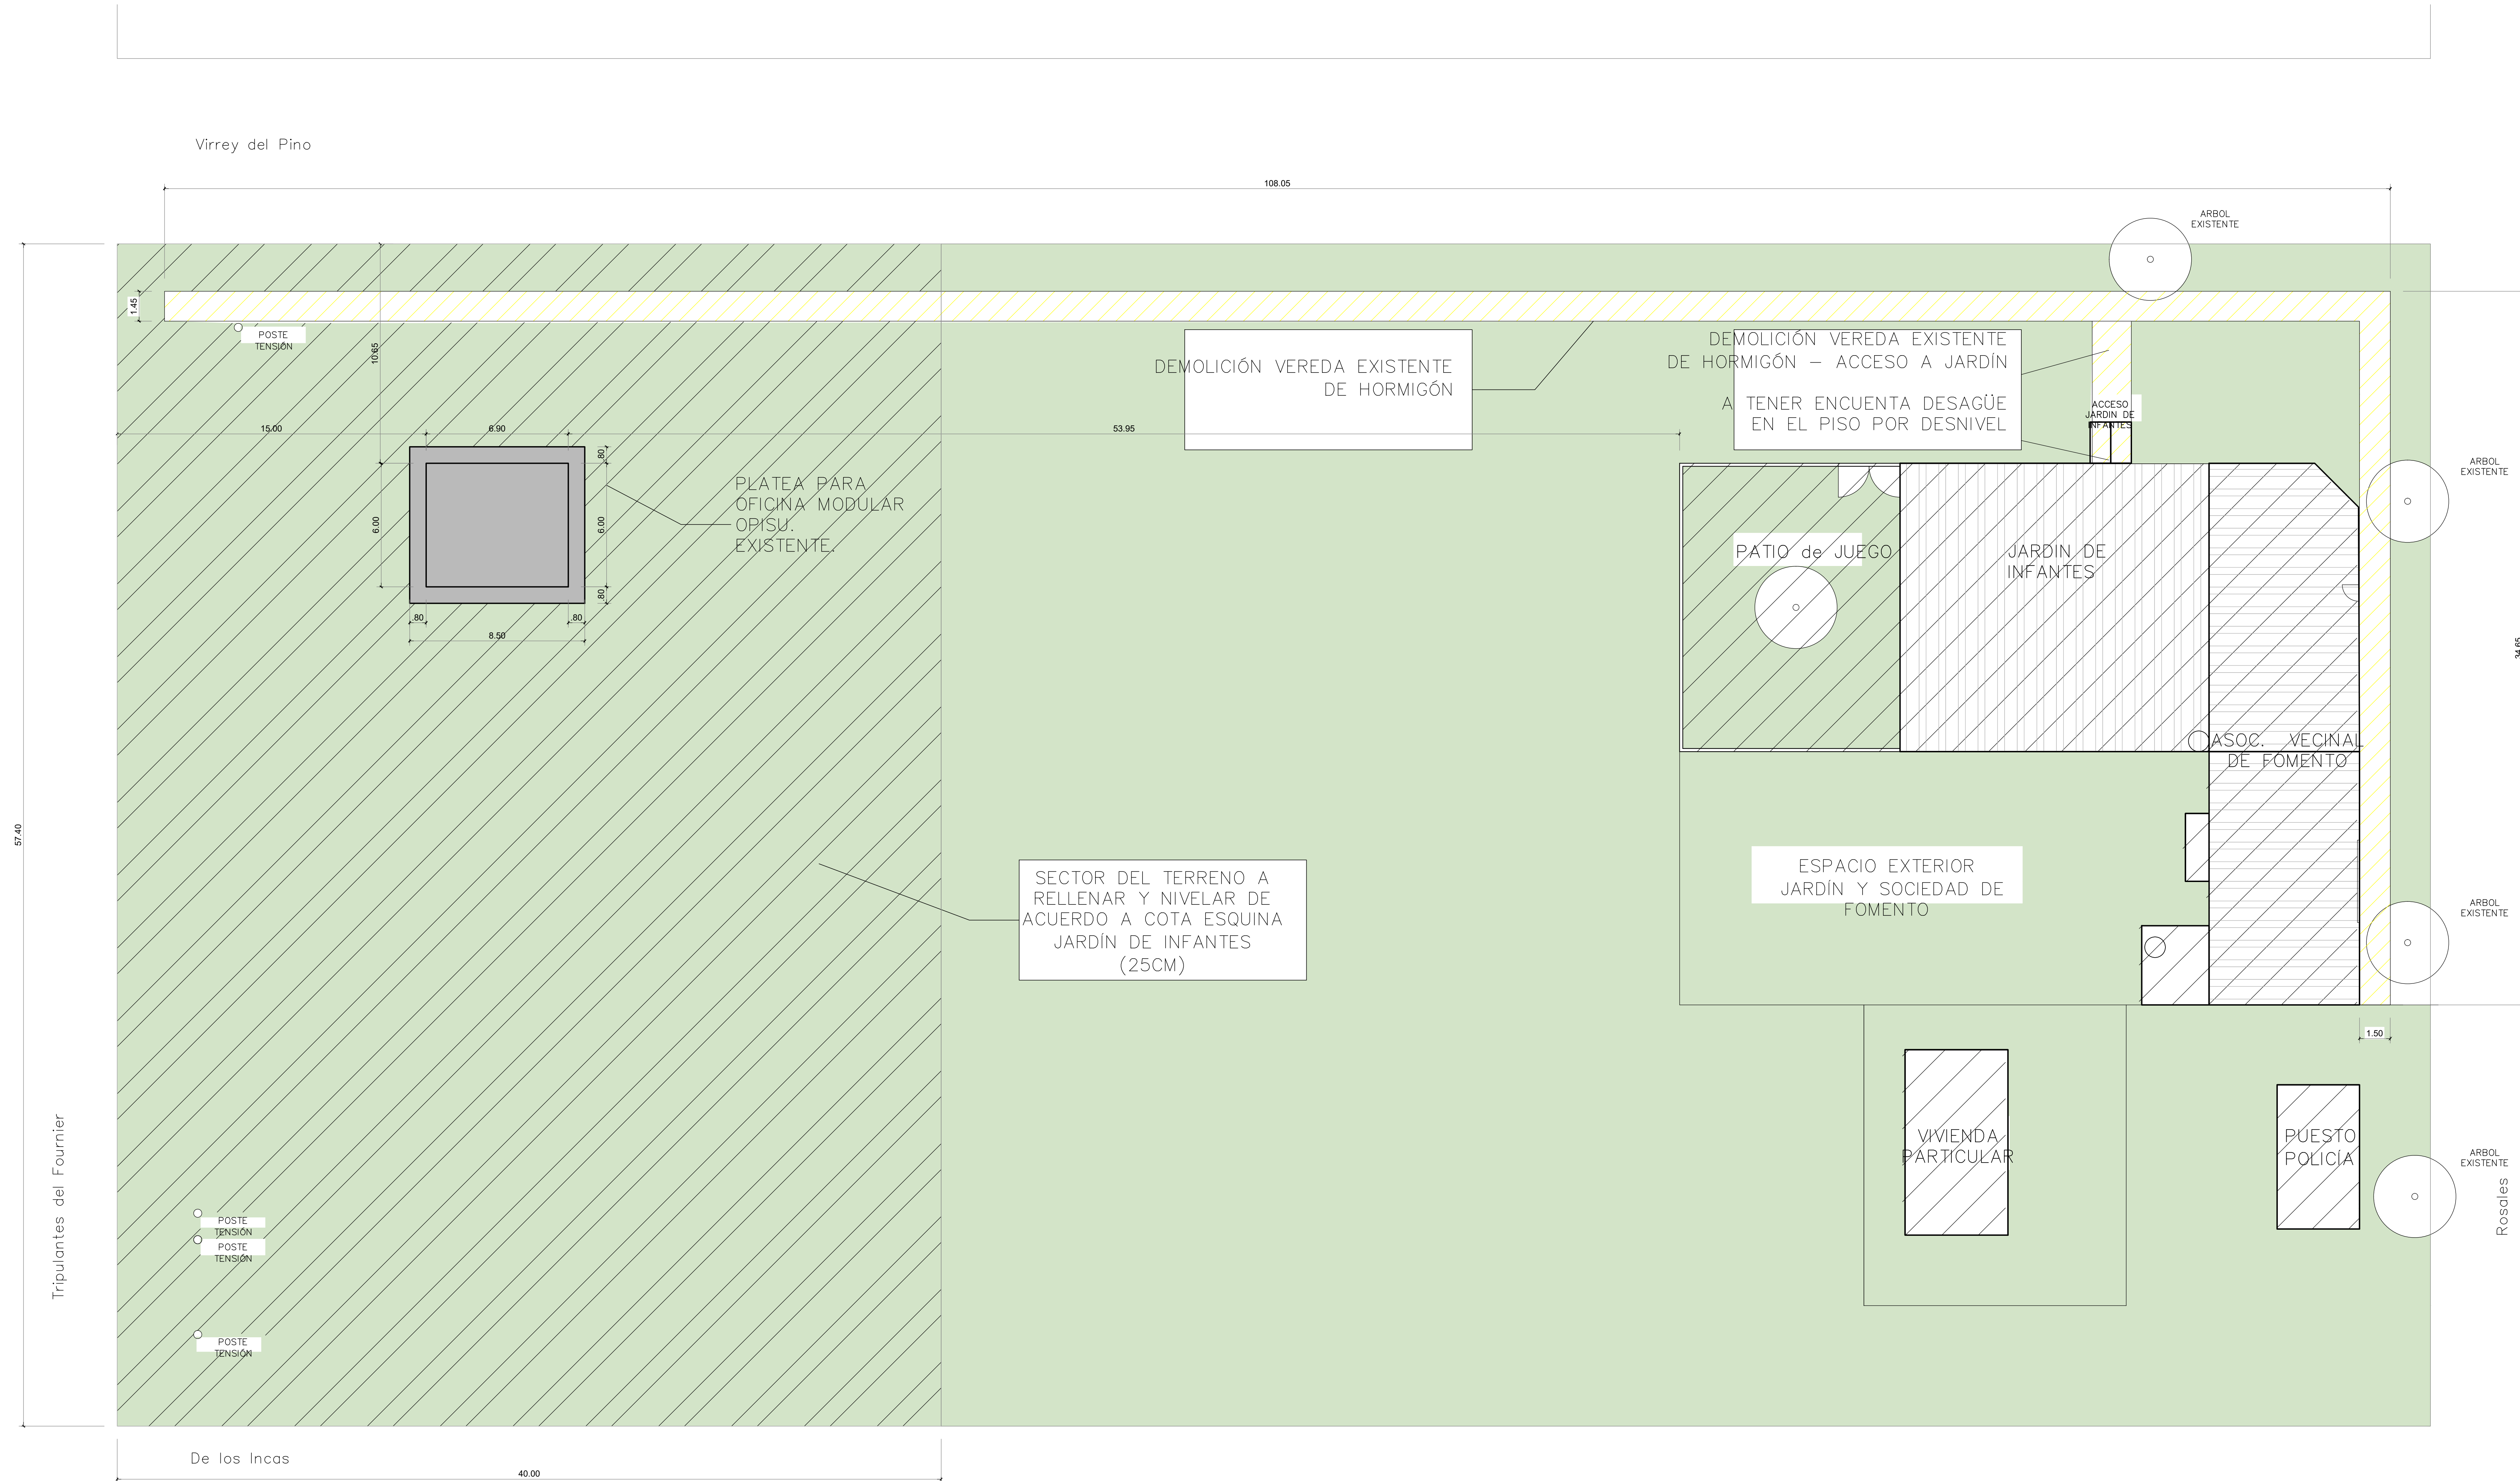 Virrey del Pino
108.05
ARBOL
EXISTENTE
1.45
POSTE
TENSIÓN
10.65
DEMOLICIÓN VEREDA EXISTENTE
DE HORMIGÓN
DEMOLICIÓN VEREDA EXISTENTE
DE HORMIGÓN – ACCESO A JARDÍN
A TENER ENCUENTA DESAGÜE
EN EL PISO POR DESNIVEL
ACCESO
JARDIN DE
INFANTES
15.00
6.90
53.95
.80
6.00
6.00
.80
.80
.80
8.50
PLATEA PARA
OFICINA MODULAR
OPISU.
EXISTENTE.
PATIO de JUEGO
JARDIN DE
INFANTES
ARBOL
EXISTENTE
34.65
ASOC. VECINAL
DE FOMENTO
57.40
SECTOR DEL TERRENO A
RELLENAR Y NIVELAR DE
ACUERDO A COTA ESQUINA
JARDÍN DE INFANTES
(25CM)
ESPACIO EXTERIOR
JARDÍN Y SOCIEDAD DE
FOMENTO
ARBOL
EXISTENTE
1.50
VIVIENDA
PARTICULAR
PUESTO
POLICÍA
ARBOL
EXISTENTE
Rosales
Tripulantes del Fournier
POSTE
TENSIÓN
POSTE
TENSIÓN
POSTE
TENSIÓN
De los Incas
40.00